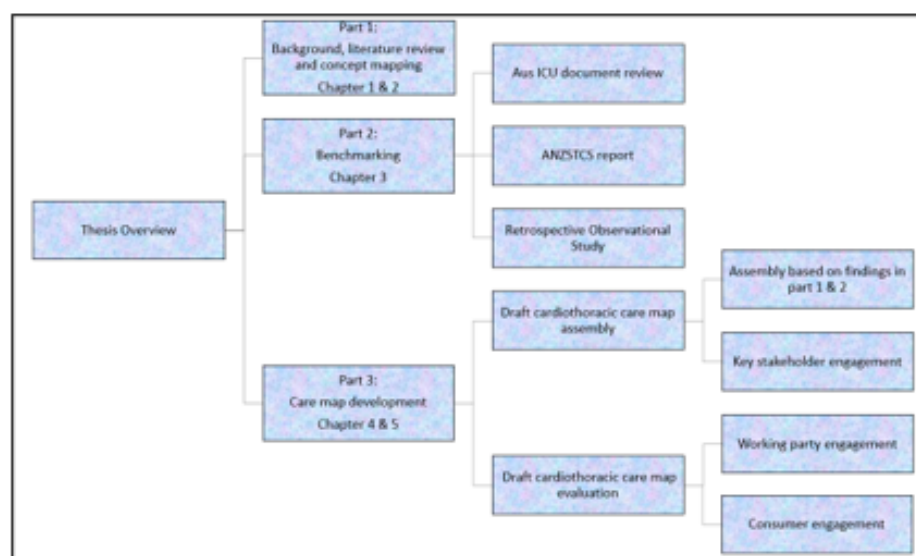 Thesis Overview
Part 1:
Background, literature review
and concept mapping
Chapter 1 & 2
Part 2:
Benchmarking
Chapter 3
Part 3:
Care map development
Chapter 4 & 5
Aus ICU document review
ANZSTCS report
Retrospective Observational
Study
Draft cardiothoracic care map
assembly
Draft cardiothoracic care map
evaluation
Assembly based on findings in
part 1 & 2
Key stakeholder engagement
Working party engagement
Consumer engagement